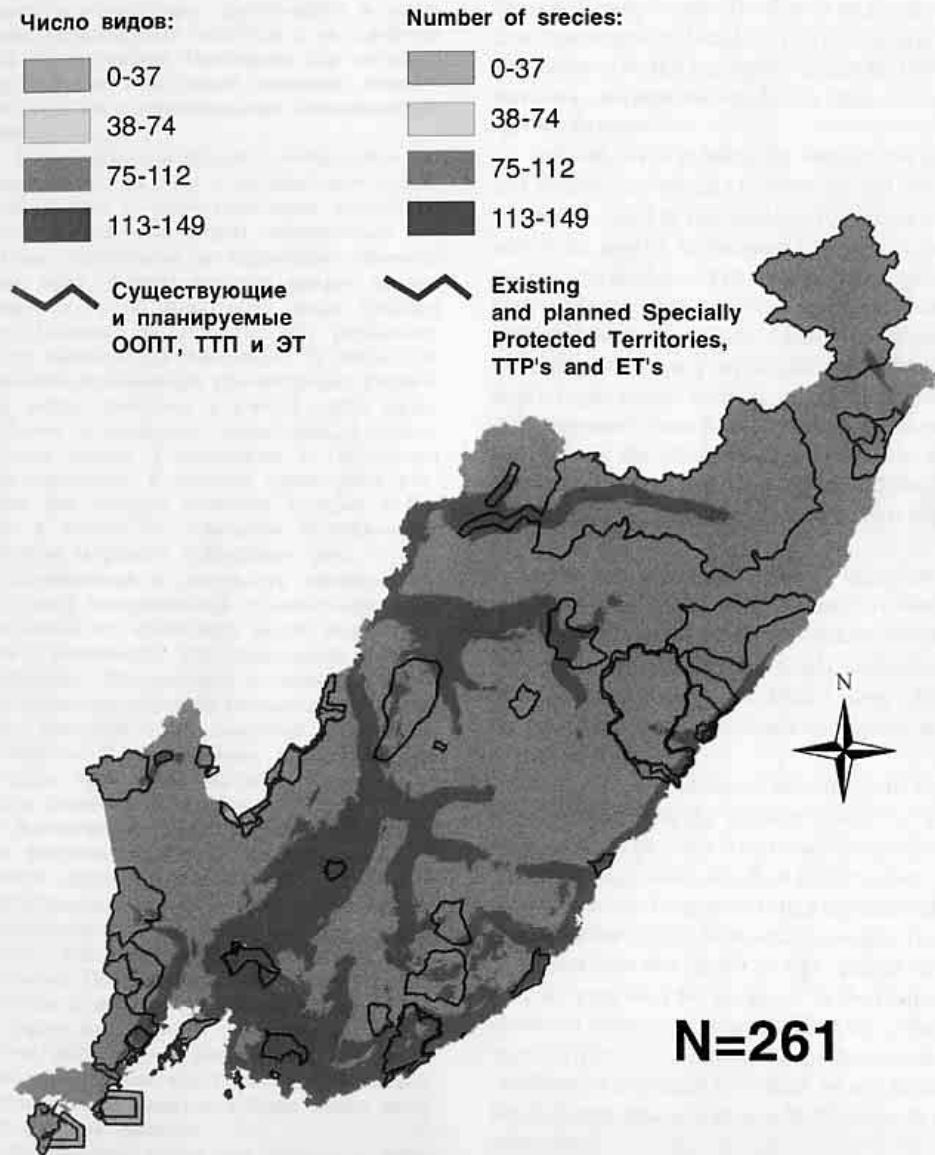 Число видов:
0-37
38-74
75-112
113-149
Существующие
и планируемые
ООПТ, ТТП и ЭТ
Number of srecies:
0-37
38-74
75-112
113-149
Existing
and planned Specially
Protected Territories,
TTP's and ET's
N
N=261